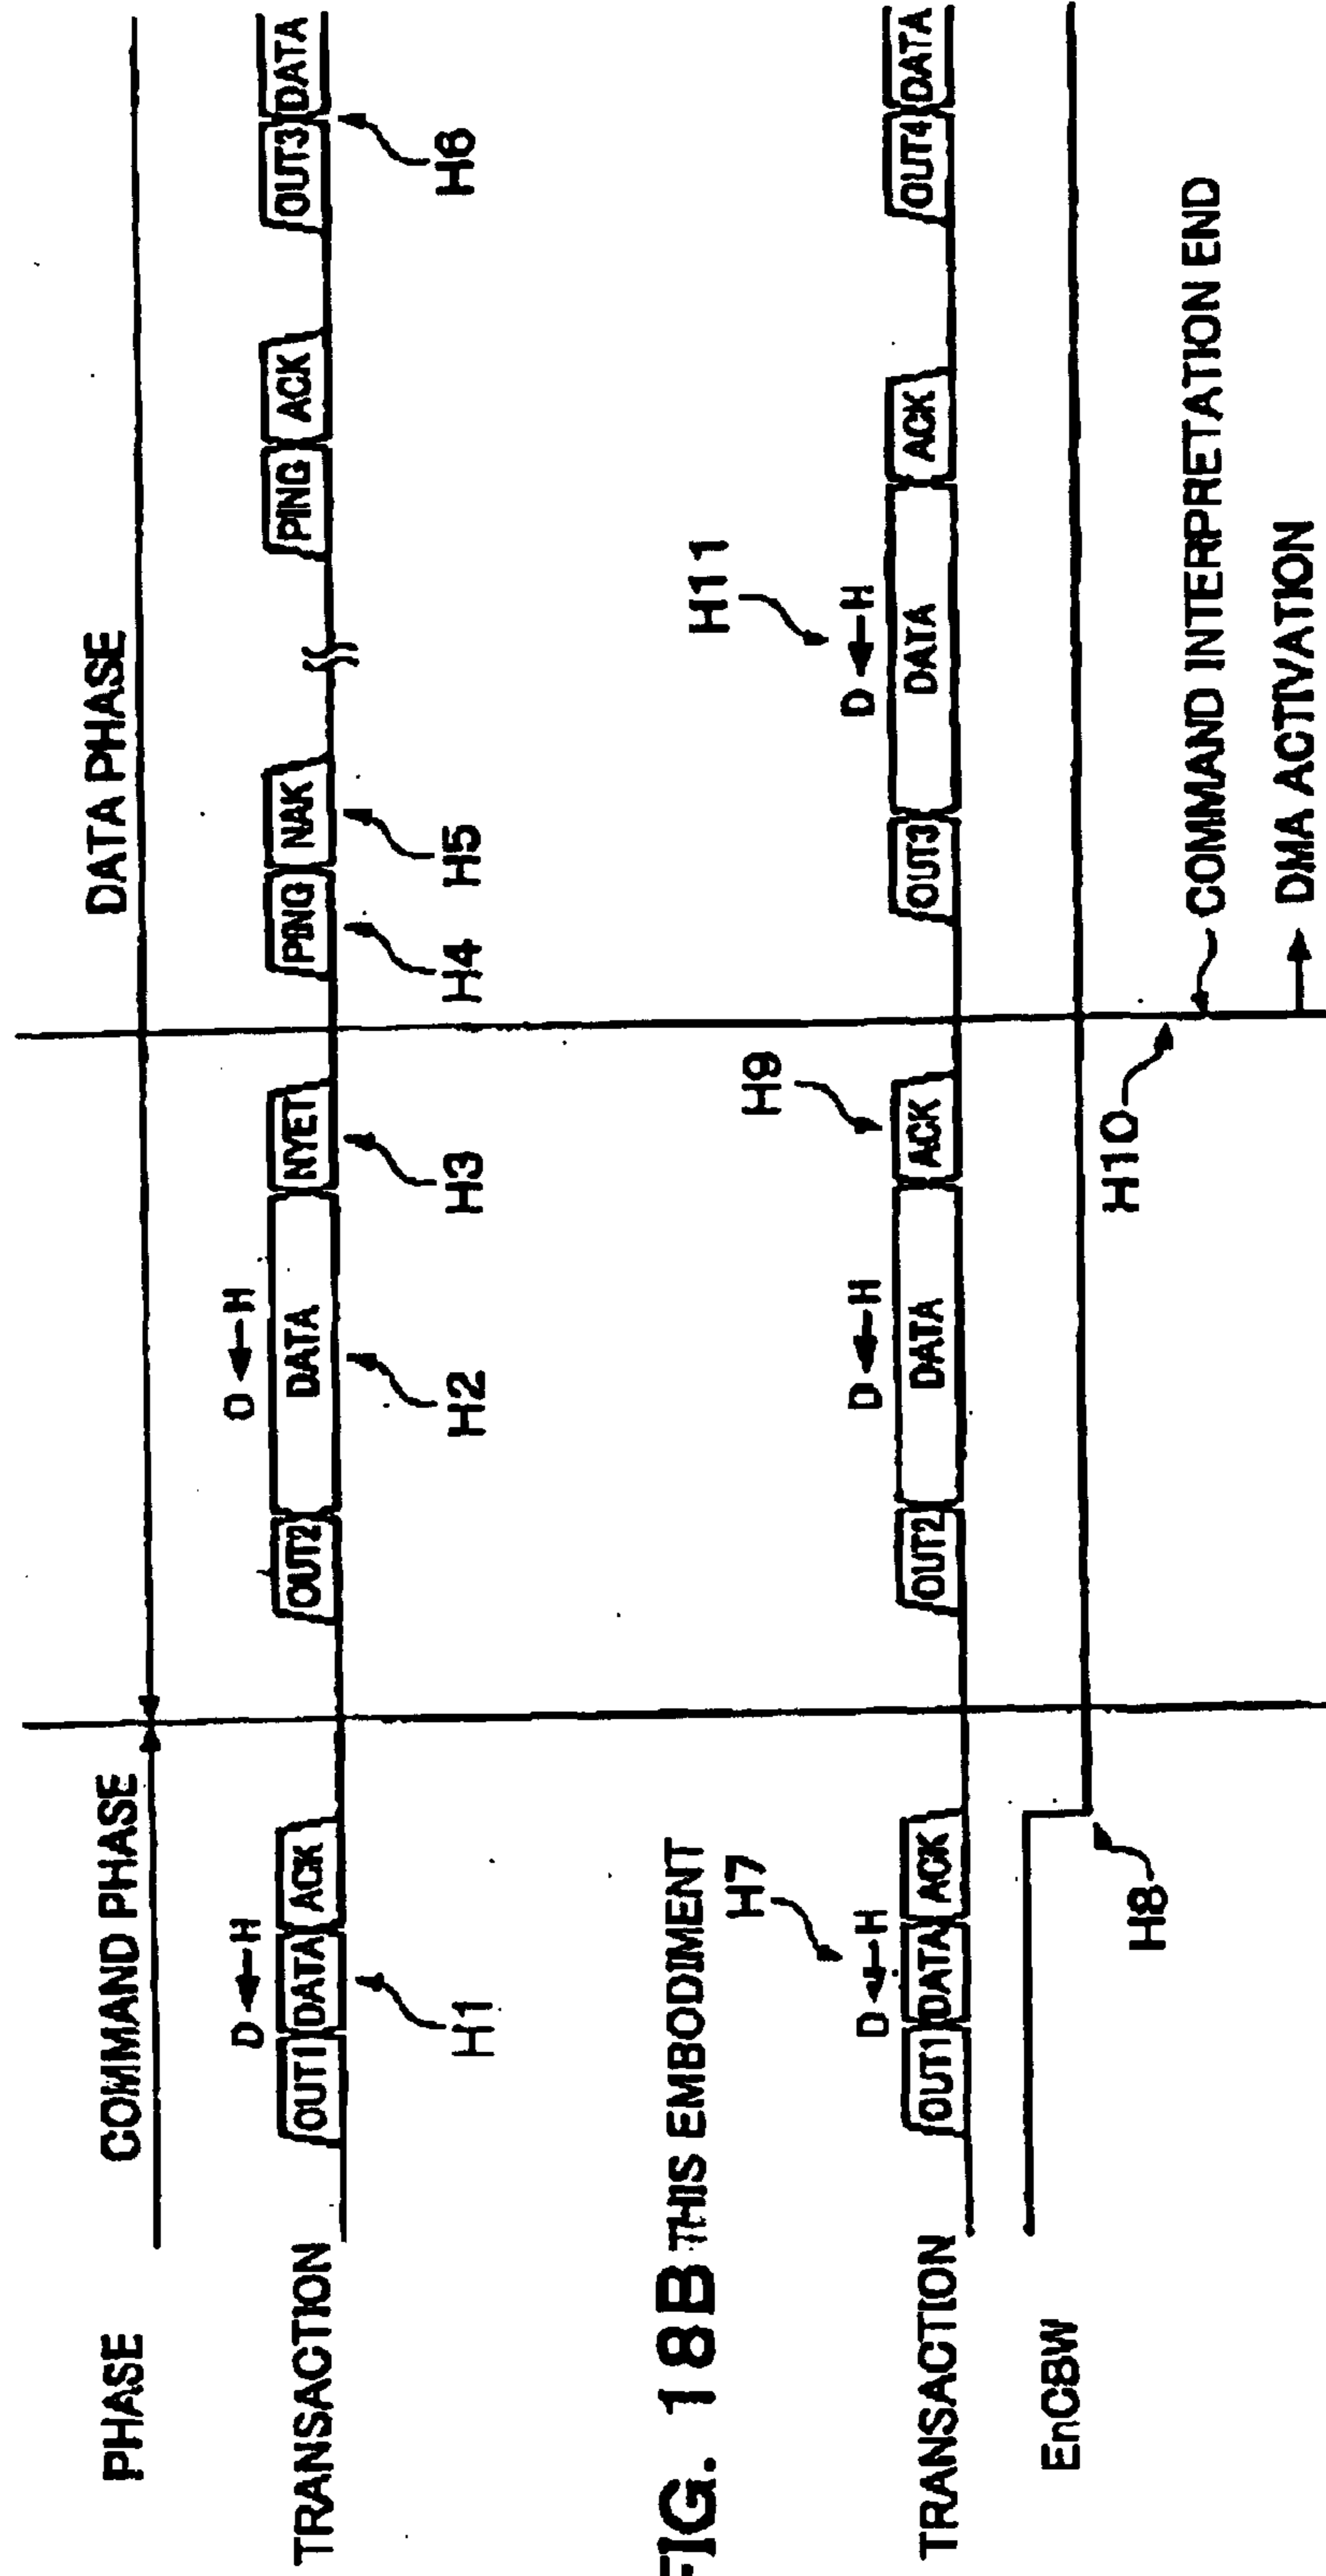 PHASE COMMAND PHASE DATA PHASE
D H O H
TRANSACTION OUT1 DATA ACK OUT2 DATA NYET PING NAK PING ACK OUT3 DATA
H1 H2 H3 H4 H5 H6
FIG. 18B THIS EMBODIMENT
H7 H9 H11
D H D H D H
TRANSACTION OUT1 DATA ACK OUT2 DATA ACK OUT3 DATA ACK OUT4 DATA
EnCBW
H8 H10
COMMAND INTERPRETATION END
DMA ACTIVATION